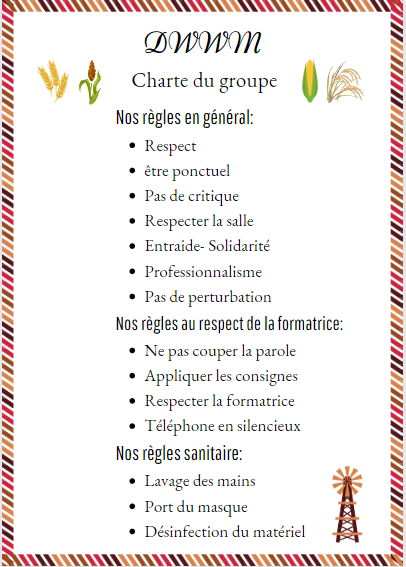 DWWM
Charte du groupe
Nos règles en général:
• Respect
• être ponctuel
• Pas de critique
• Respecter la salle
• Entraide- Solidarité
• Professionnalisme
• Pas de perturbation
Nos règles au respect de la formatrice:
• Ne pas couper la parole
• Appliquer les consignes
• Respecter la formatrice
• Téléphone en silencieux
Nos règles sanitaire:
• Lavage des mains
• Port du masque
• Désinfection du matériel